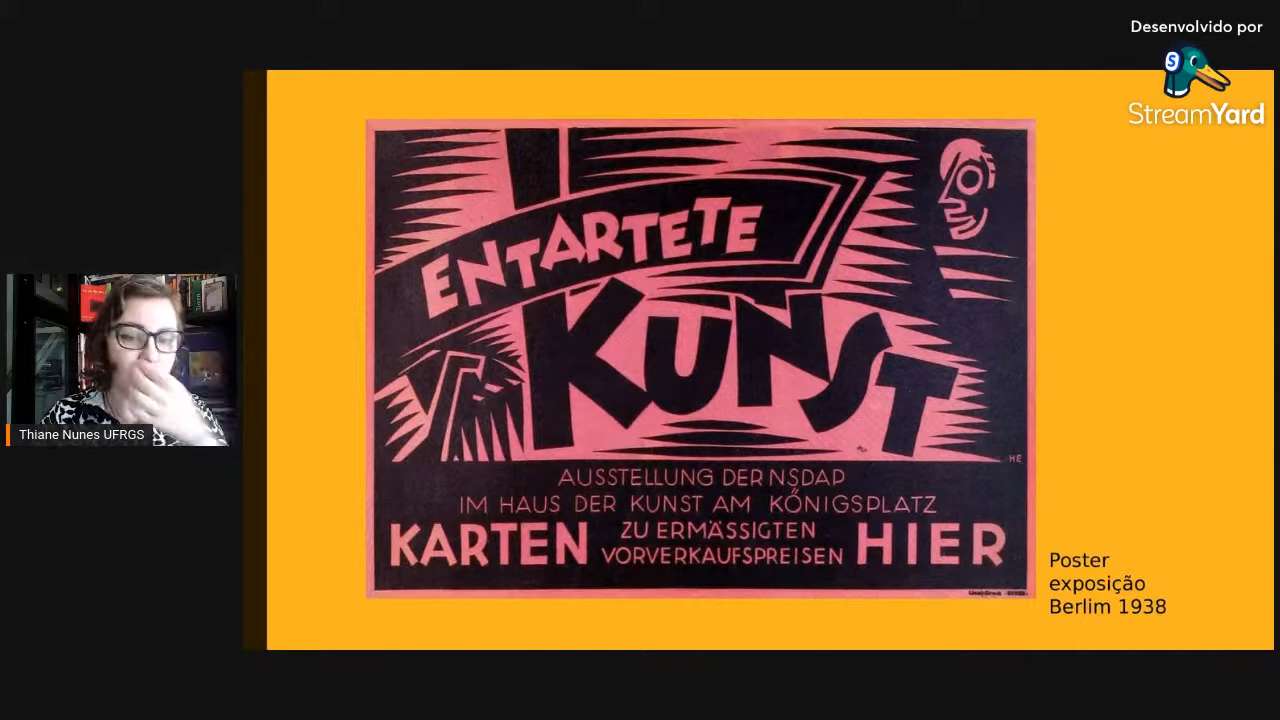 Desenvolvido por
StreamYard
ENTARTETE
KUNST
HE
AUSSTELLUNG DER NSDAP
IM HAUS DER KUNST AM KÖNIGSPLATZ
KARTEN ZU ERMÄSSIGTEN VORVERKAUFSPREISEN HIER
Poster
exposição
Berlim 1938
Thiane Nunes UFRGS